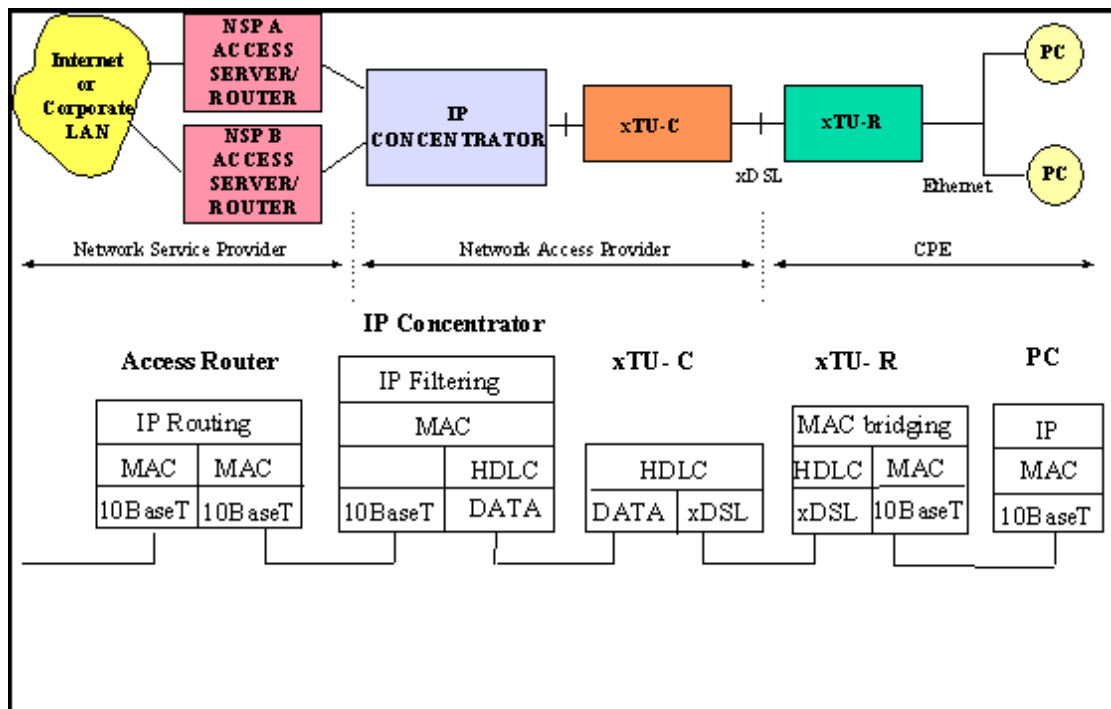 Internet
or
Corporate
LAN
NSP A
ACCESS
SERVER/
ROUTER
NSP B
ACCESS
SERVER/
ROUTER
IP
CONCENTRATOR
xTU-C
xDSL
xTU-R
Ethernet
PC
PC
Network Service Provider
Network Access Provider
CPE
Access Router
IP Routing
MAC MAC
10BaseT 10BaseT
IP Concentrator
IP Filtering
MAC
HDLC
10BaseT DATA
xTU- C
HDLC
DATA xDSL
xTU- R
MAC bridging
HDLC MAC
xDSL 10BaseT
PC
IP
MAC
10BaseT